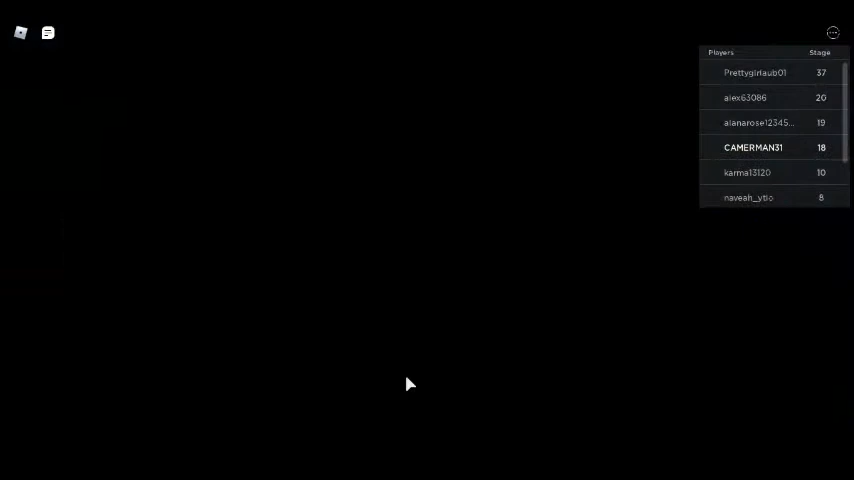 Players Stage
Prettygirlaub01 37
alex63086 20
alanarose12345... 19
CAMERMAN31 18
karma13120 10
naveah_ytio 8